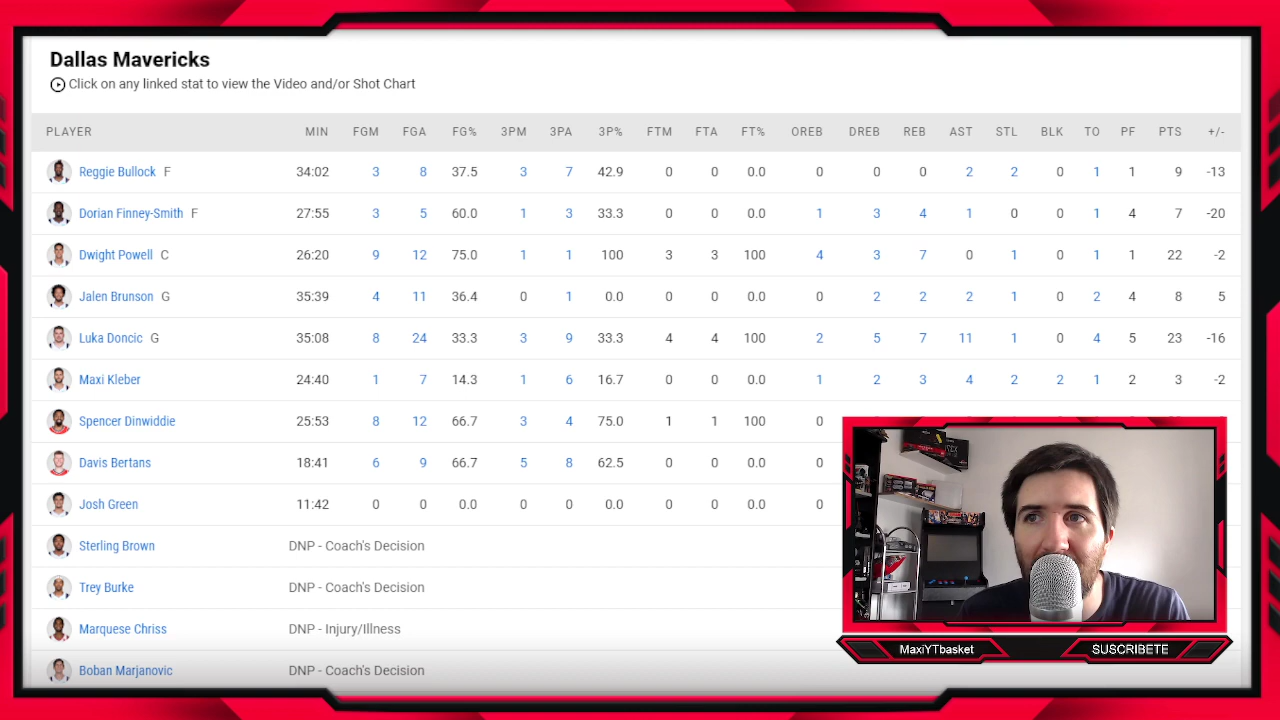 Dallas Mavericks
Click on any linked stat to view the Video and/or Shot Chart
PLAYER MIN FGM FGA FG% 3PM 3PA 3P% FTM FTA FT% OREB DREB REB AST STL BLK TO PF PTS +/-
Reggie Bullock F 34:02 3 8 37.5 3 7 42.9 0 0 0.0 0 0 0 2 2 0 1 1 9 -13
Dorian Finney-Smith F 27:55 3 5 60.0 1 3 33.3 0 0 0.0 1 3 4 1 0 0 1 4 7 -20
Dwight Powell C 26:20 9 12 75.0 1 1 100 3 3 100 4 3 7 0 1 0 1 1 22 -2
Jalen Brunson G 35:39 4 11 36.4 0 1 0.0 0 0 0.0 0 2 2 2 1 0 2 4 8 5
Luka Doncic G 35:08 8 24 33.3 3 9 33.3 4 4 100 2 5 7 11 1 0 4 5 23 -16
Maxi Kleber 24:40 1 7 14.3 1 6 16.7 0 0 0.0 1 2 3 4 2 2 1 2 3 -2
Spencer Dinwiddie 25:53 8 12 66.7 3 4 75.0 1 1 100 0
Davis Bertans 18:41 6 9 66.7 5 8 62.5 0 0 0.0 0
Josh Green 11:42 0 0 0.0 0 0 0.0 0 0 0.0 0
Sterling Brown DNP - Coach's Decision
Trey Burke DNP - Coach's Decision
Marquese Chriss DNP - Injury/Illness
Boban Marjanovic DNP - Coach's Decision
MaxiYTbasket
SUSCRIBETE